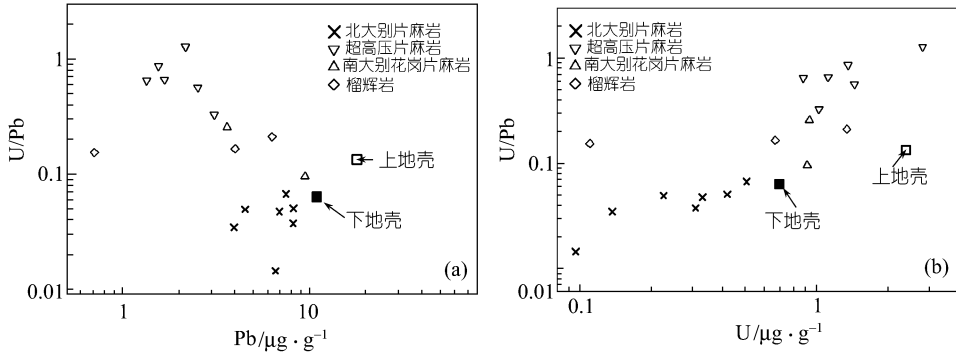 (a)
× 北大别片麻岩
▽ 超高压片麻岩
△ 南大别花岗片麻岩
◇ 榴辉岩
U/Pb
1
0.1
0.01
上地壳
下地壳
(a)
1
10
Pb/μg · g⁻¹
× 北大别片麻岩
▽ 超高压片麻岩
△ 南大别花岗片麻岩
◇ 榴辉岩
U/Pb
1
0.1
0.01
上地壳
下地壳
(b)
0.1
1
U/μg · g⁻¹